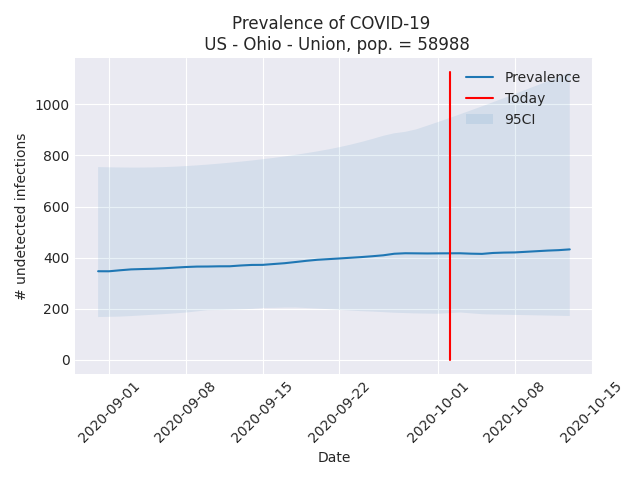 Prevalence of COVID-19
US - Ohio - Union, pop. = 58988
Prevalence
Today
95CI
1000
800
600
400
200
0
# undetected infections
2020-09-01
2020-09-08
2020-09-15
2020-09-22
2020-10-01
2020-10-08
2020-10-15
Date